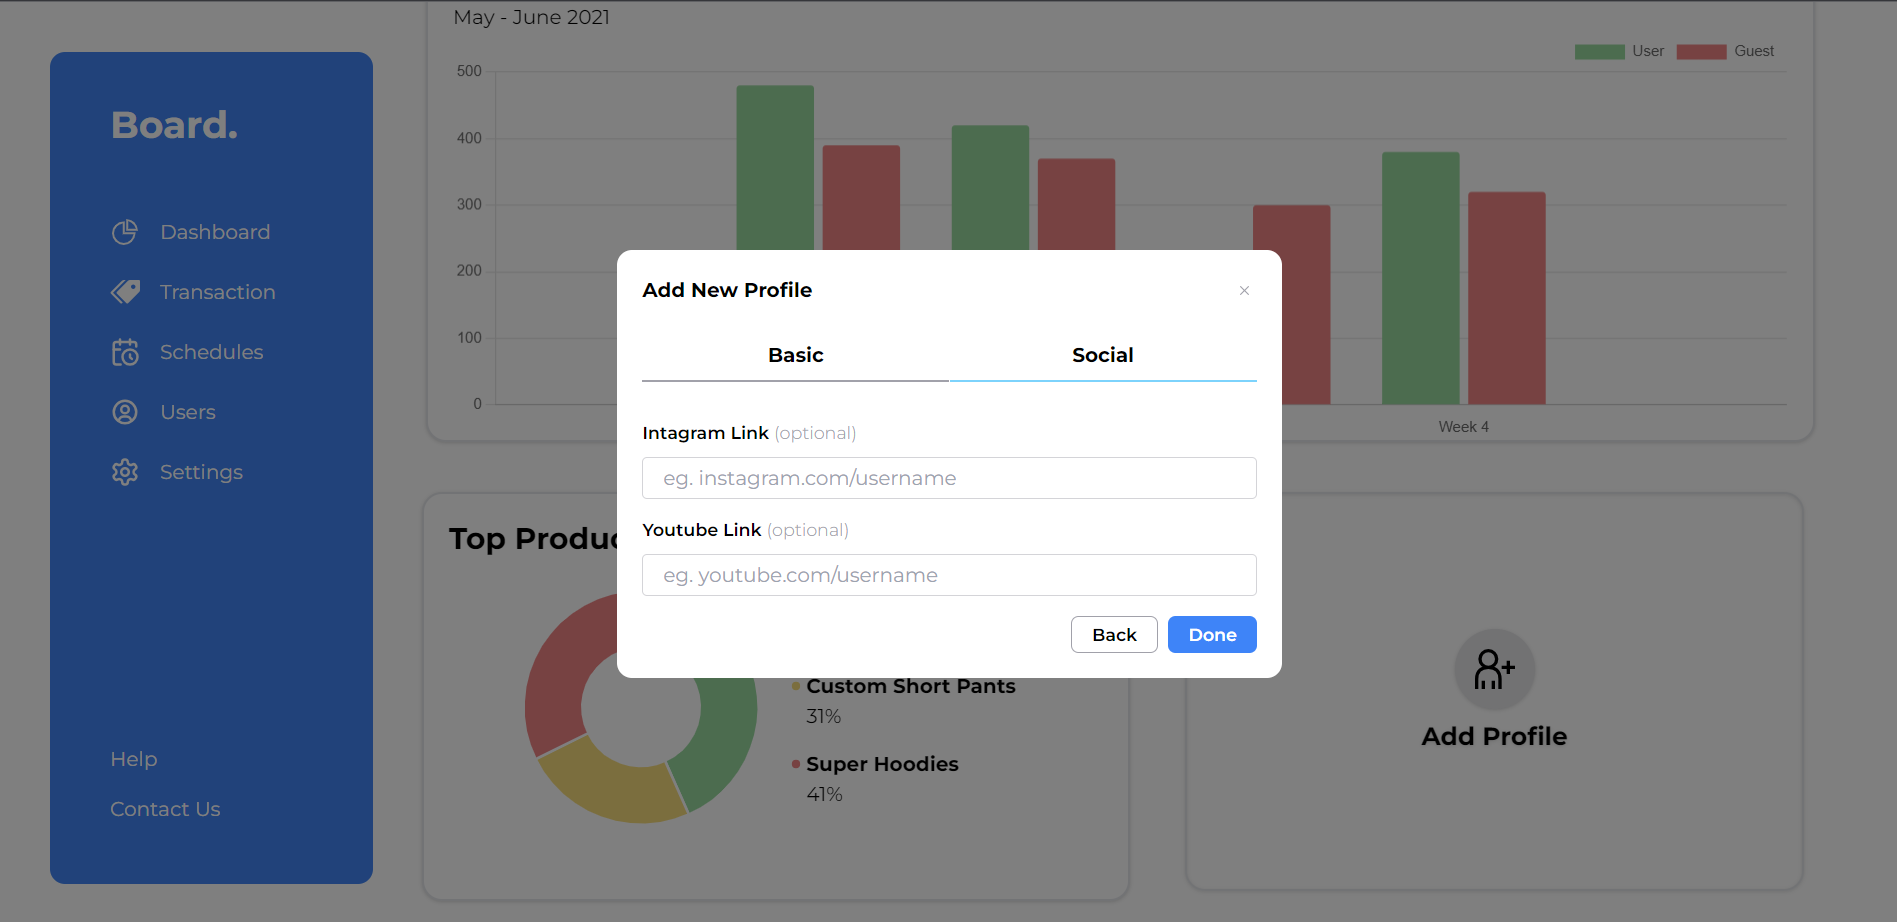 May - June 2021
User
Guest
500
400
300
200
100
0
Week 4
Board.
Dashboard
Transaction
Schedules
Users
Settings
Help
Contact Us
Add New Profile
×
Basic
Social
Intagram Link (optional)
eg. instagram.com/username
Youtube Link (optional)
eg. youtube.com/username
Back
Done
Top Produc
Custom Short Pants
31%
Super Hoodies
41%
Add Profile